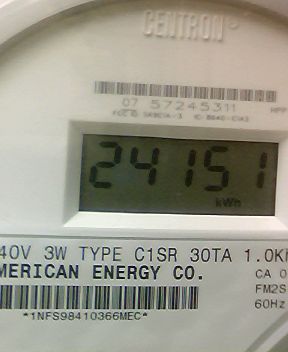 CENTRON
07 57245311
24151
kWh
40V 3W TYPE C1SR 30TA 1.0K
MERICAN ENERGY CO.
CA 0
FM2S
60Hz
*1NFS98410366MEC*